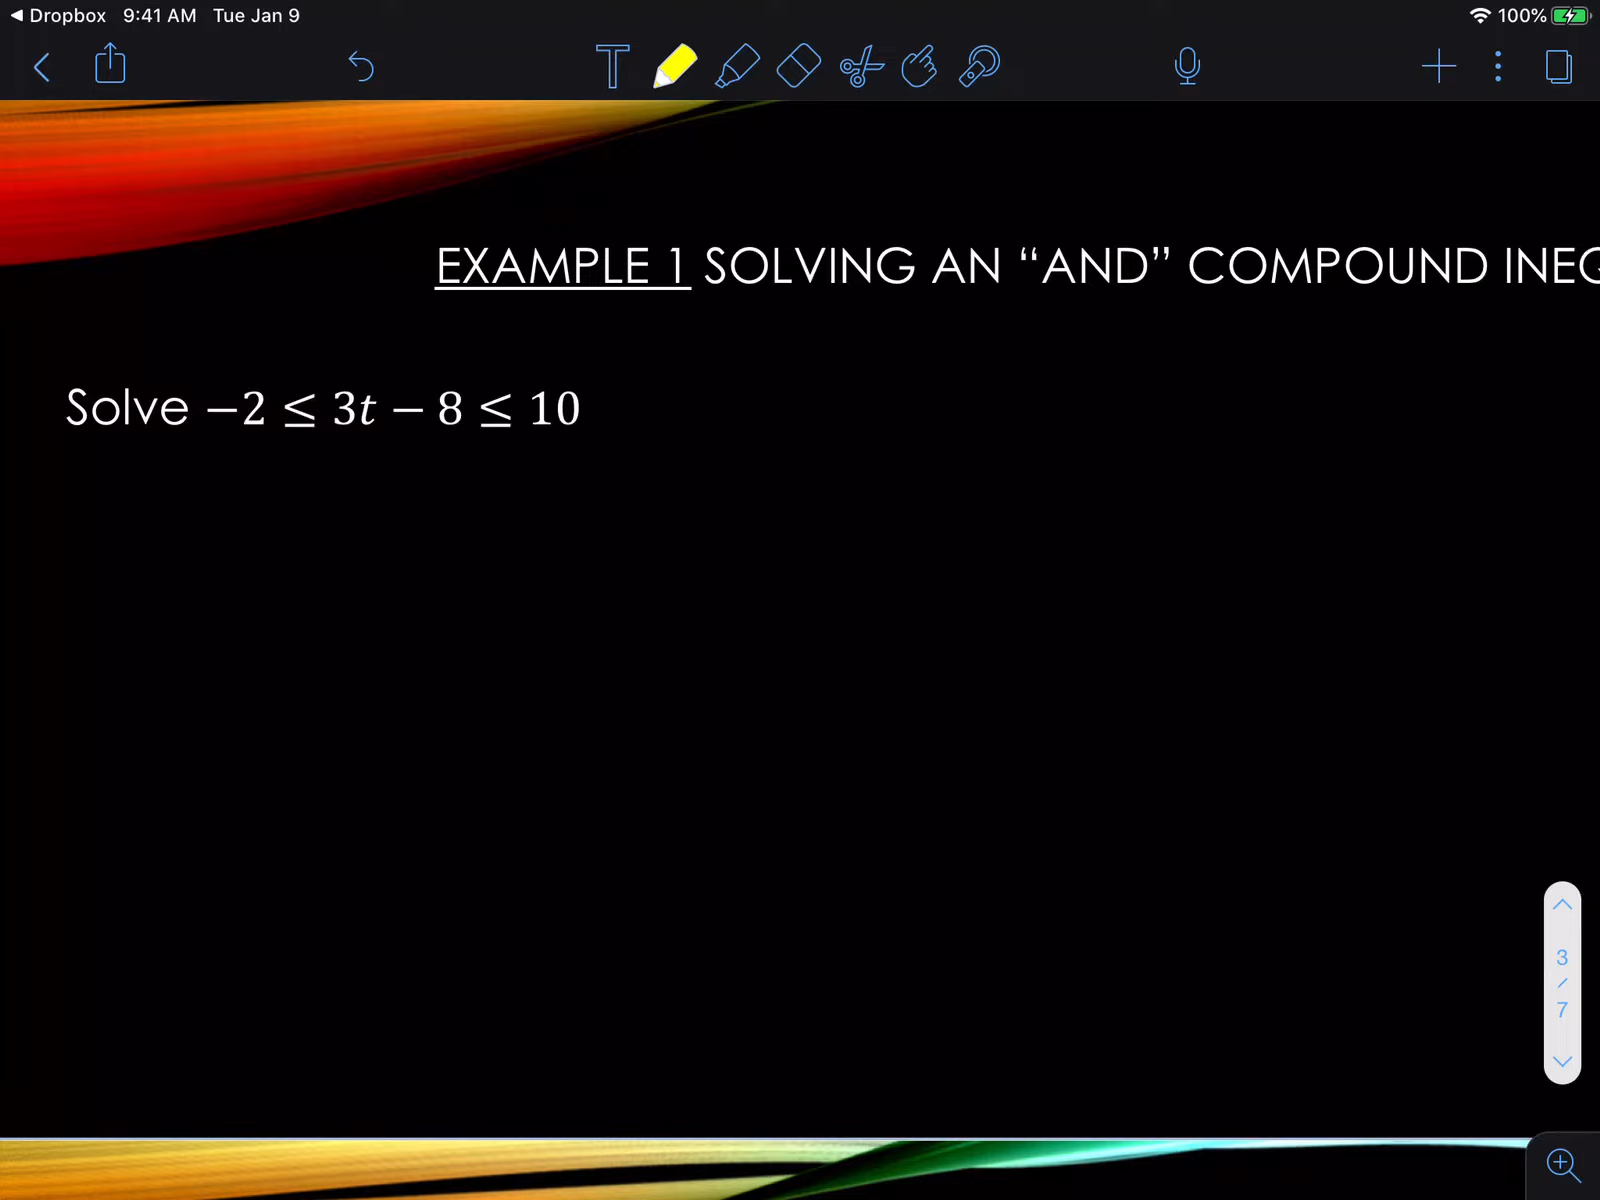 Dropbox 9:41 AM Tue Jan 9 100%
T
EXAMPLE 1 SOLVING AN “AND” COMPOUND INEQ
Solve −2 ≤ 3t − 8 ≤ 10
3
/
7